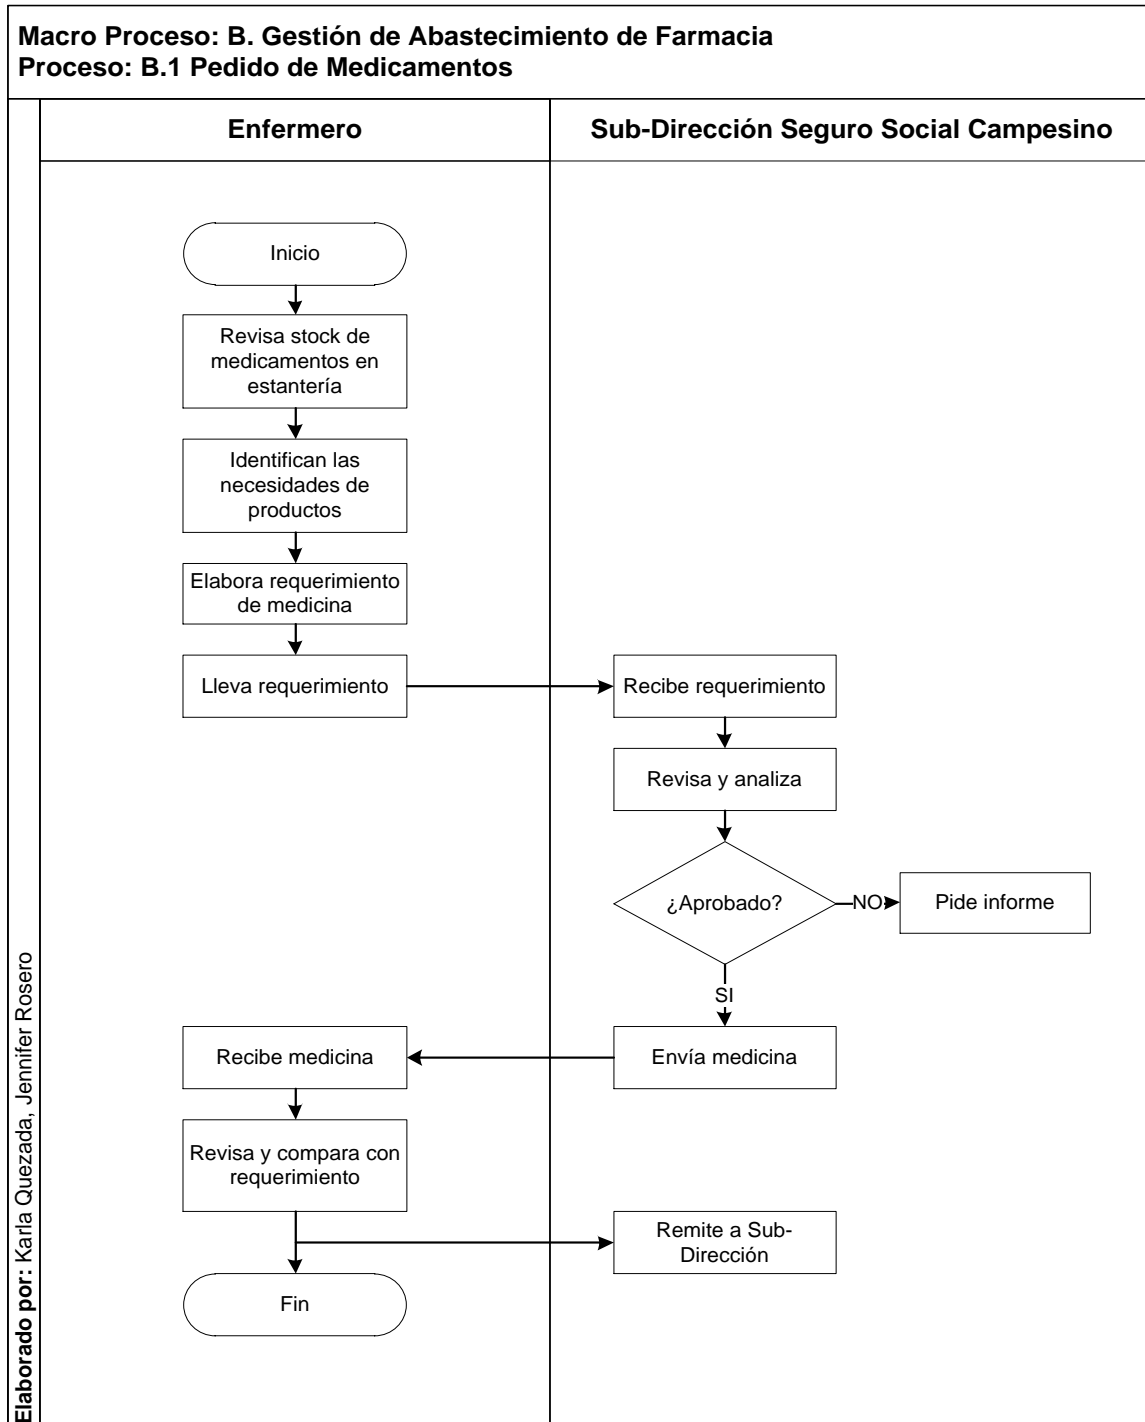 Macro Proceso: B. Gestión de Abastecimiento de Farmacia
Proceso: B.1 Pedido de Medicamentos
Enfermero
Sub-Dirección Seguro Social Campesino
Inicio
Revisa stock de
medicamentos en
estantería
Identifican las
necesidades de
productos
Elabora requerimiento
de medicina
Lleva requerimiento
Recibe requerimiento
Revisa y analiza
¿Aprobado?
NO
Pide informe
SI
Envía medicina
Recibe medicina
Revisa y compara con
requerimiento
Remite a Sub-
Dirección
Fin
Elaborado por: Karla Quezada, Jennifer Rosero